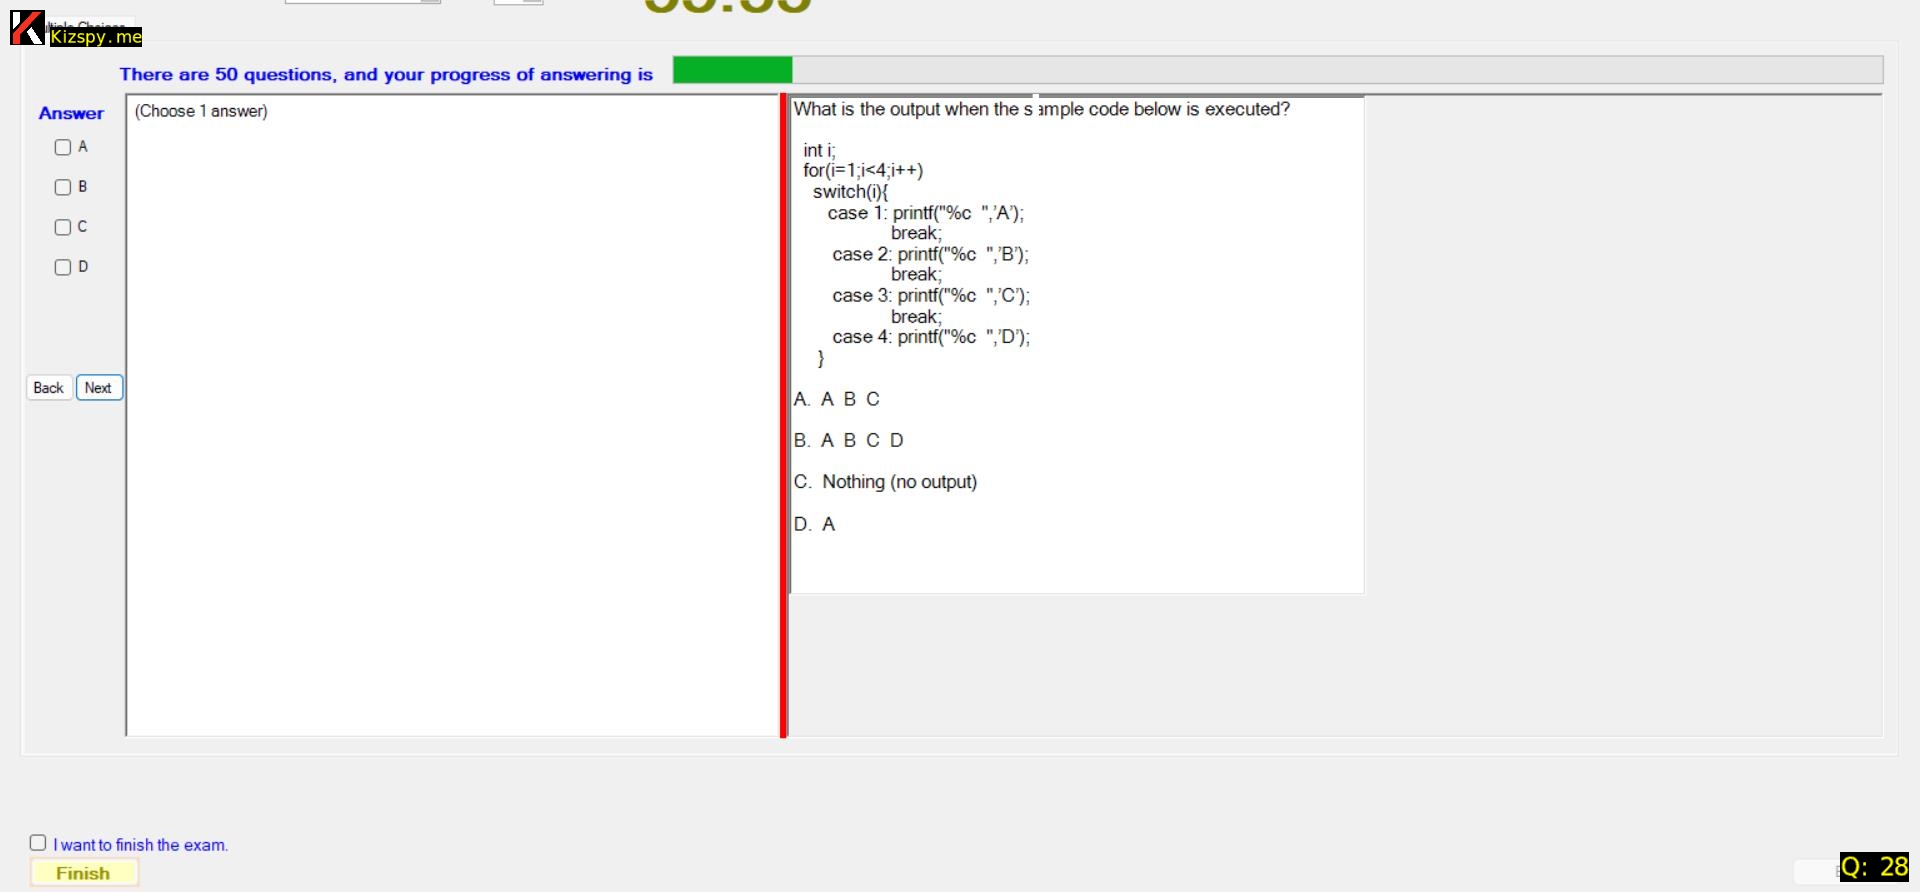 Kizspy.me
There are 50 questions, and your progress of answering is
Answer
(Choose 1 answer)
A
B
C
D
Back
Next
What is the output when the sample code below is executed?
int i;
for(i=1;i<4;i++)
switch(i){
case 1: printf("%c  ",'A');
break;
case 2: printf("%c  ",'B');
break;
case 3: printf("%c  ",'C');
break;
case 4: printf("%c  ",'D');
}
A.  A  B  C
B.  A  B  C  D
C.  Nothing (no output)
D.  A
I want to finish the exam.
Finish
Q: 28